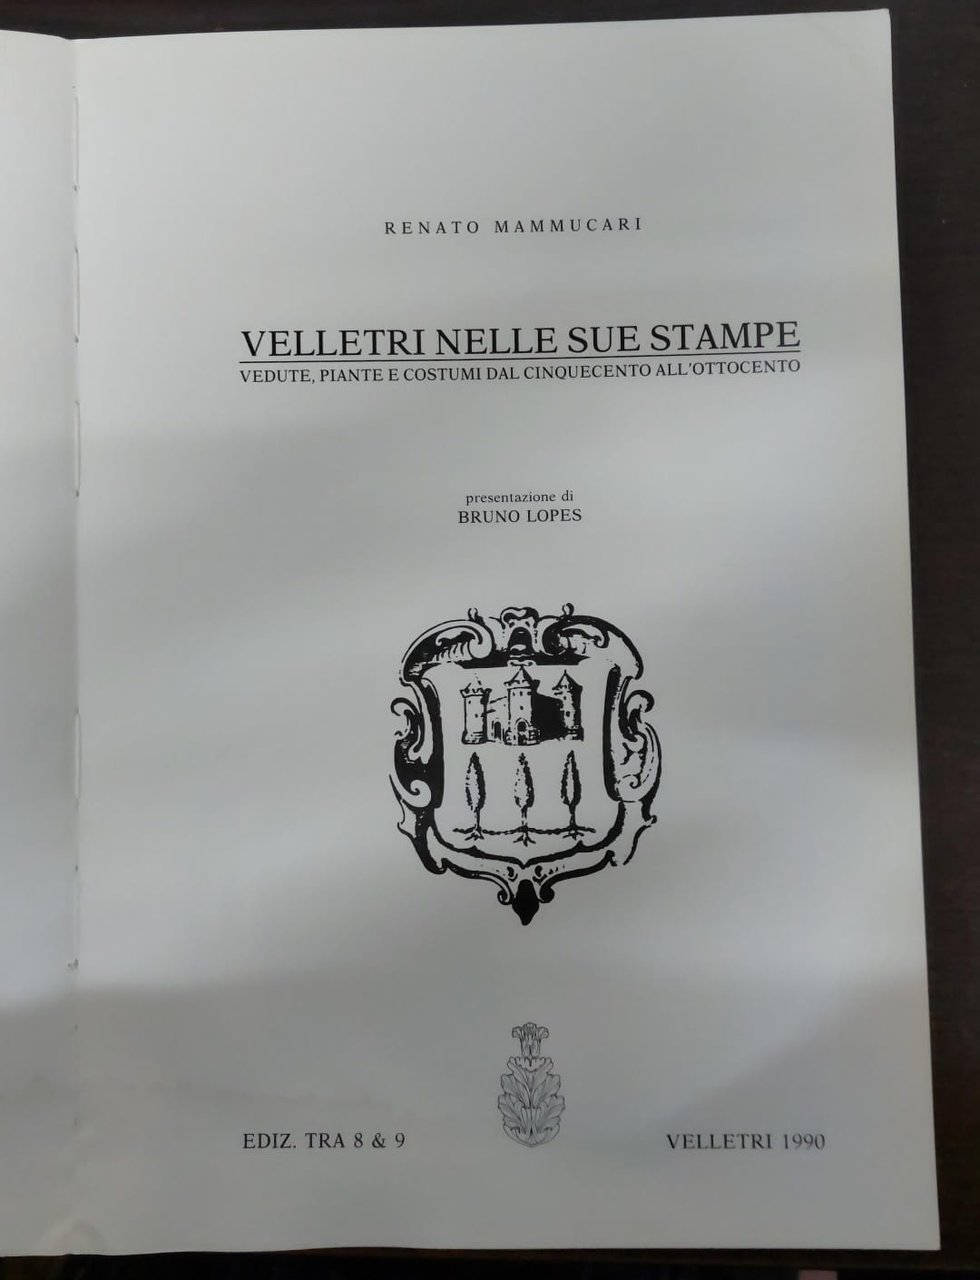 RENATO MAMMUCARI
VELLETRI NELLE SUE STAMPE
VEDUTE, PIANTE E COSTUMI DAL CINQUECENTO ALL'OTTOCENTO
presentazione di
BRUNO LOPES
EDIZ. TRA 8 & 9
VELLETRI 1990